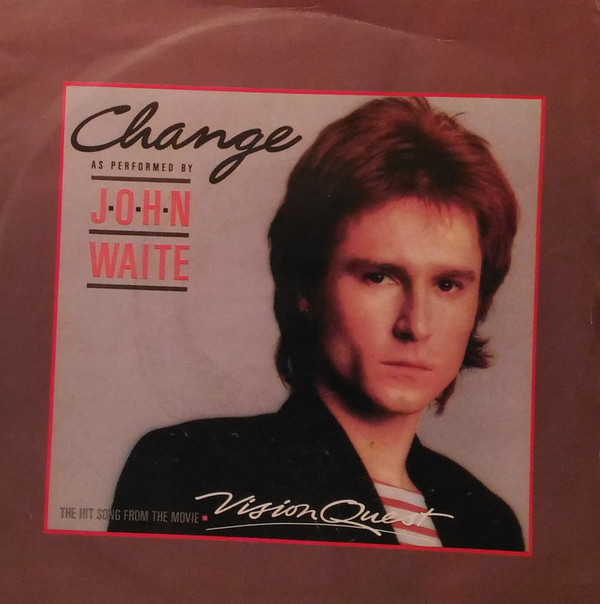 Change
AS PERFORMED BY
J·O·H·N
WAITE
THE HIT SONG FROM THE MOVIE ▪ Vision Quest